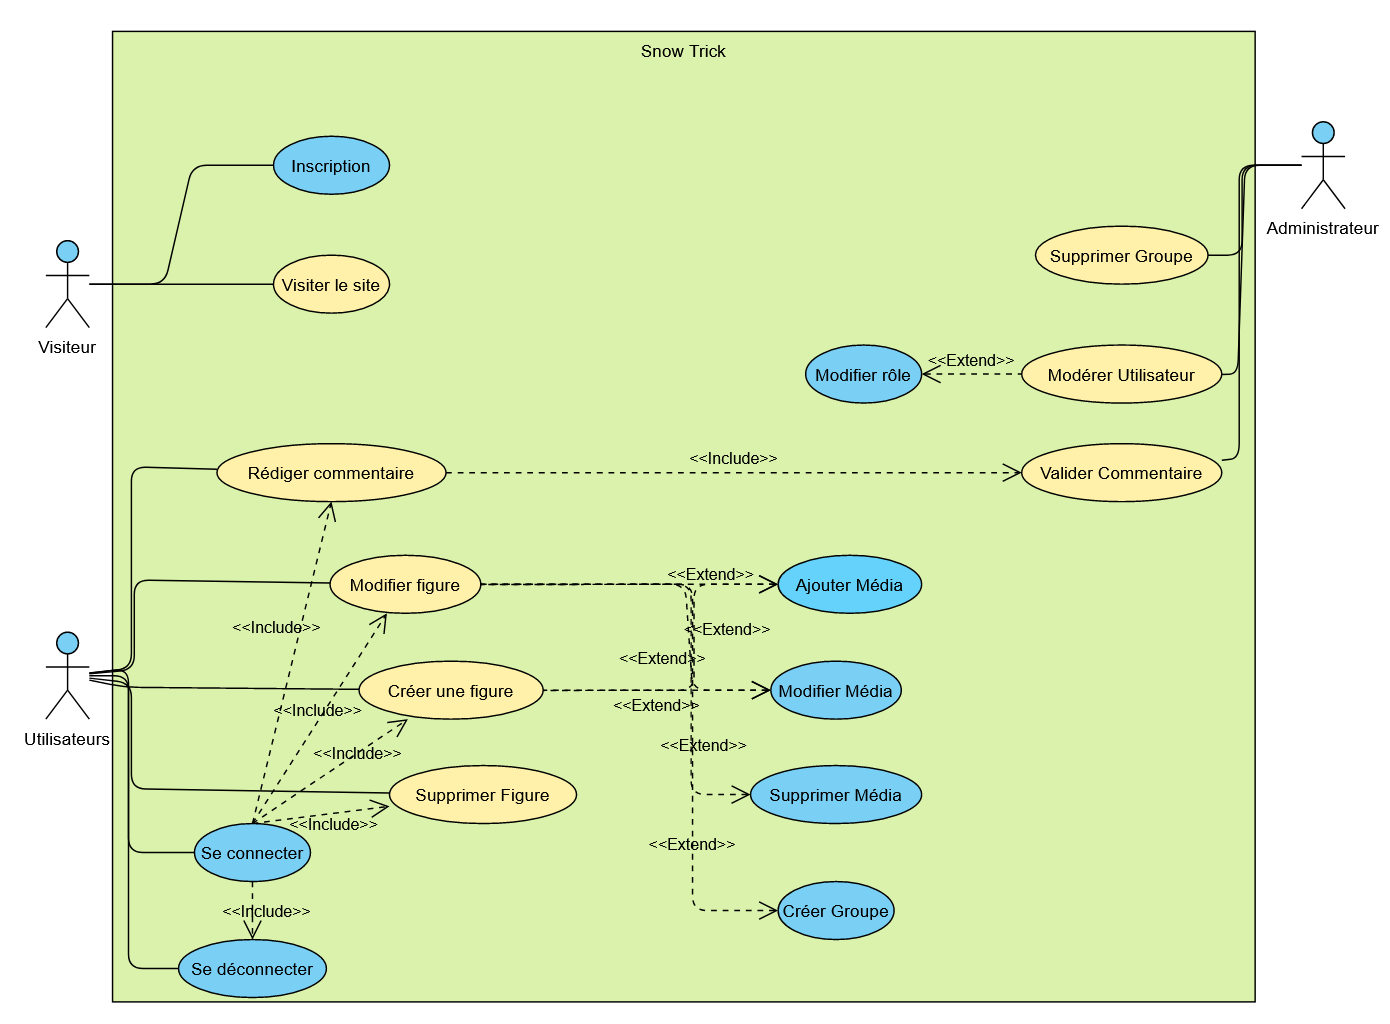 Snow Trick
Inscription
Administrateur
Supprimer Groupe
Visiter le site
Visiteur
<<Extend>>
Modifier rôle
Modérer Utilisateur
<<Include>>
Rédiger commentaire
Valider Commentaire
<<Extend>>
Modifier figure
Ajouter Média
<<Include>>
<<Extend>>
<<Extend>>
Créer une figure
Modifier Média
<<Include>>
<<Extend>>
Utilisateurs
<<Include>>
<<Extend>>
Supprimer Figure
Supprimer Média
<<Include>>
<<Extend>>
Se connecter
<<Include>>
Créer Groupe
Se déconnecter